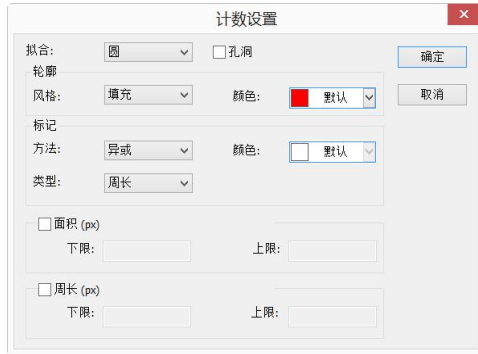 计数设置
拟合: 圆 孔洞 确定
轮廓
风格: 填充 颜色: 默认 取消
标记
方法: 异或 颜色: 默认
类型: 周长
面积 (px)
下限: 上限:
周长 (px)
下限: 上限: